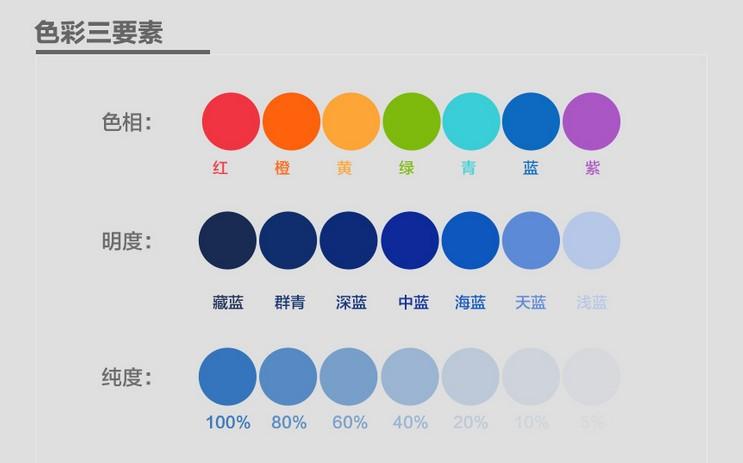 色彩三要素
色相：
红 橙 黄 绿 青 蓝 紫
明度：
藏蓝 群青 深蓝 中蓝 海蓝 天蓝 浅蓝
纯度：
100% 80% 60% 40% 20% 10% 5%